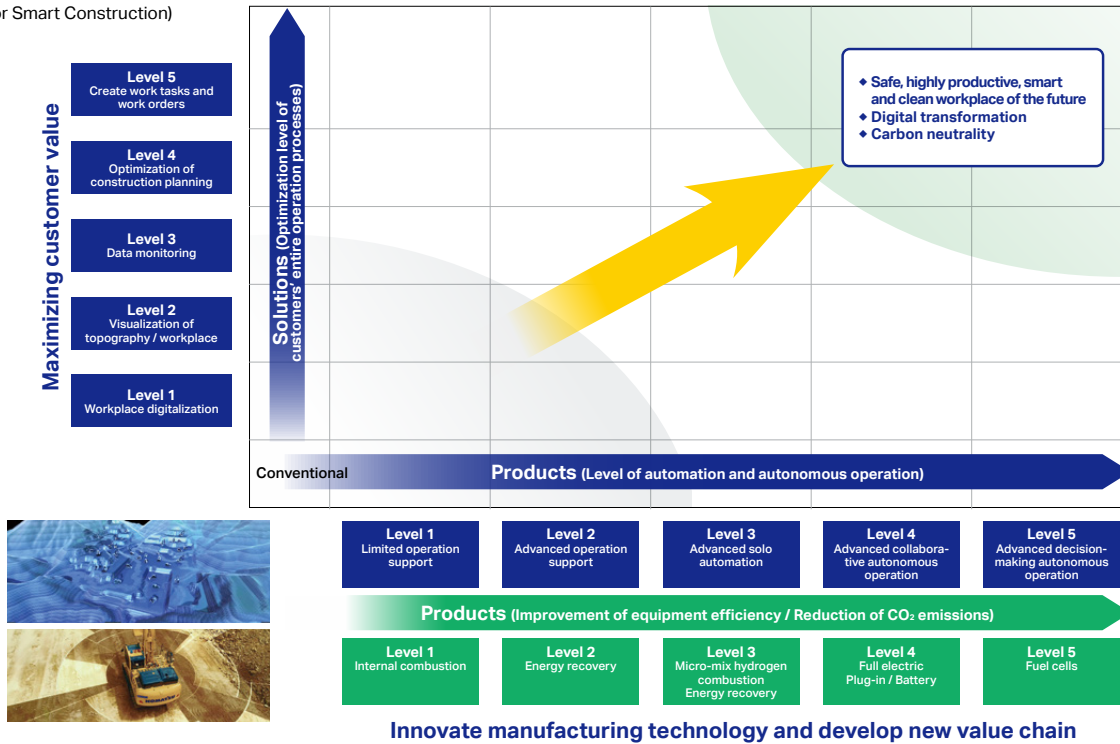 or Smart Construction)
Maximizing customer value
Level 5
Create work tasks and
work orders
Level 4
Optimization of
construction planning
Level 3
Data monitoring
Level 2
Visualization of
topography / workplace
Level 1
Workplace digitalization
Solutions (Optimization level of
customers' entire operation processes)
◆ Safe, highly productive, smart
and clean workplace of the future
◆ Digital transformation
◆ Carbon neutrality
Conventional
Products (Level of automation and autonomous operation)
Level 1
Limited operation
support
Level 2
Advanced operation
support
Level 3
Advanced solo
automation
Level 4
Advanced collabora-
tive autonomous
operation
Level 5
Advanced decision-
making autonomous
operation
Products (Improvement of equipment efficiency / Reduction of CO₂ emissions)
Level 1
Internal combustion
Level 2
Energy recovery
Level 3
Micro-mix hydrogen
combustion
Energy recovery
Level 4
Full electric
Plug-in / Battery
Level 5
Fuel cells
Innovate manufacturing technology and develop new value chain